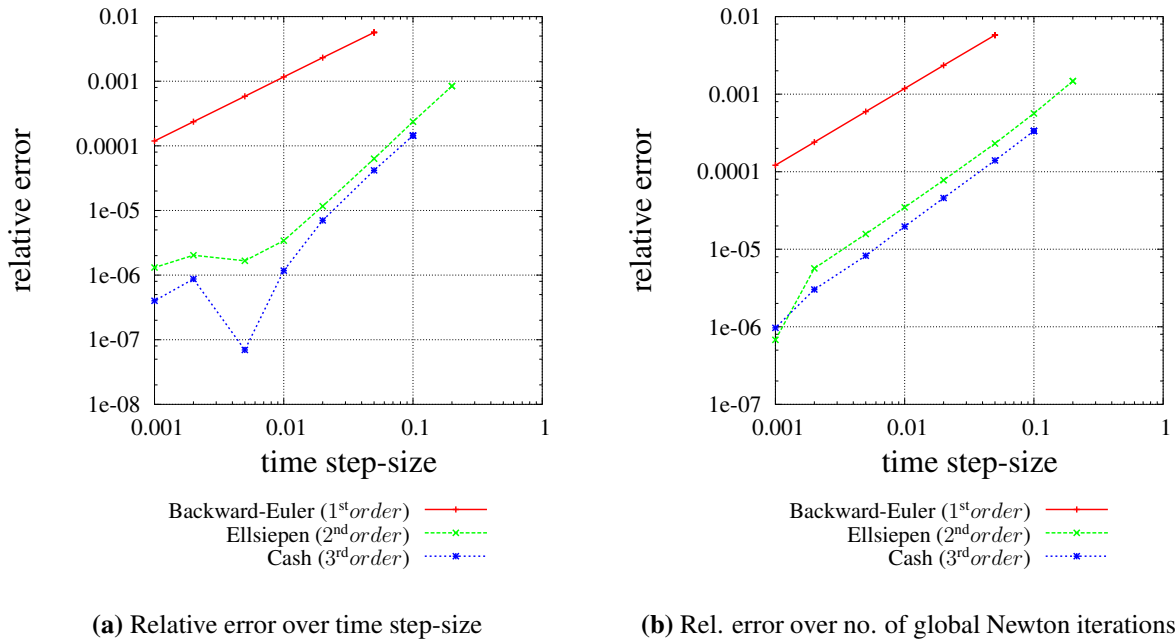 0.01
0.001
0.0001
1e-05
1e-06
1e-07
1e-08
relative error
0.001
0.01
0.1
1
time step-size
Backward-Euler (1st order)
Ellsiepen (2nd order)
Cash (3rd order)
(a) Relative error over time step-size
0.01
0.001
0.0001
1e-05
1e-06
1e-07
relative error
0.001
0.01
0.1
1
time step-size
Backward-Euler (1st order)
Ellsiepen (2nd order)
Cash (3rd order)
(b) Rel. error over no. of global Newton iterations